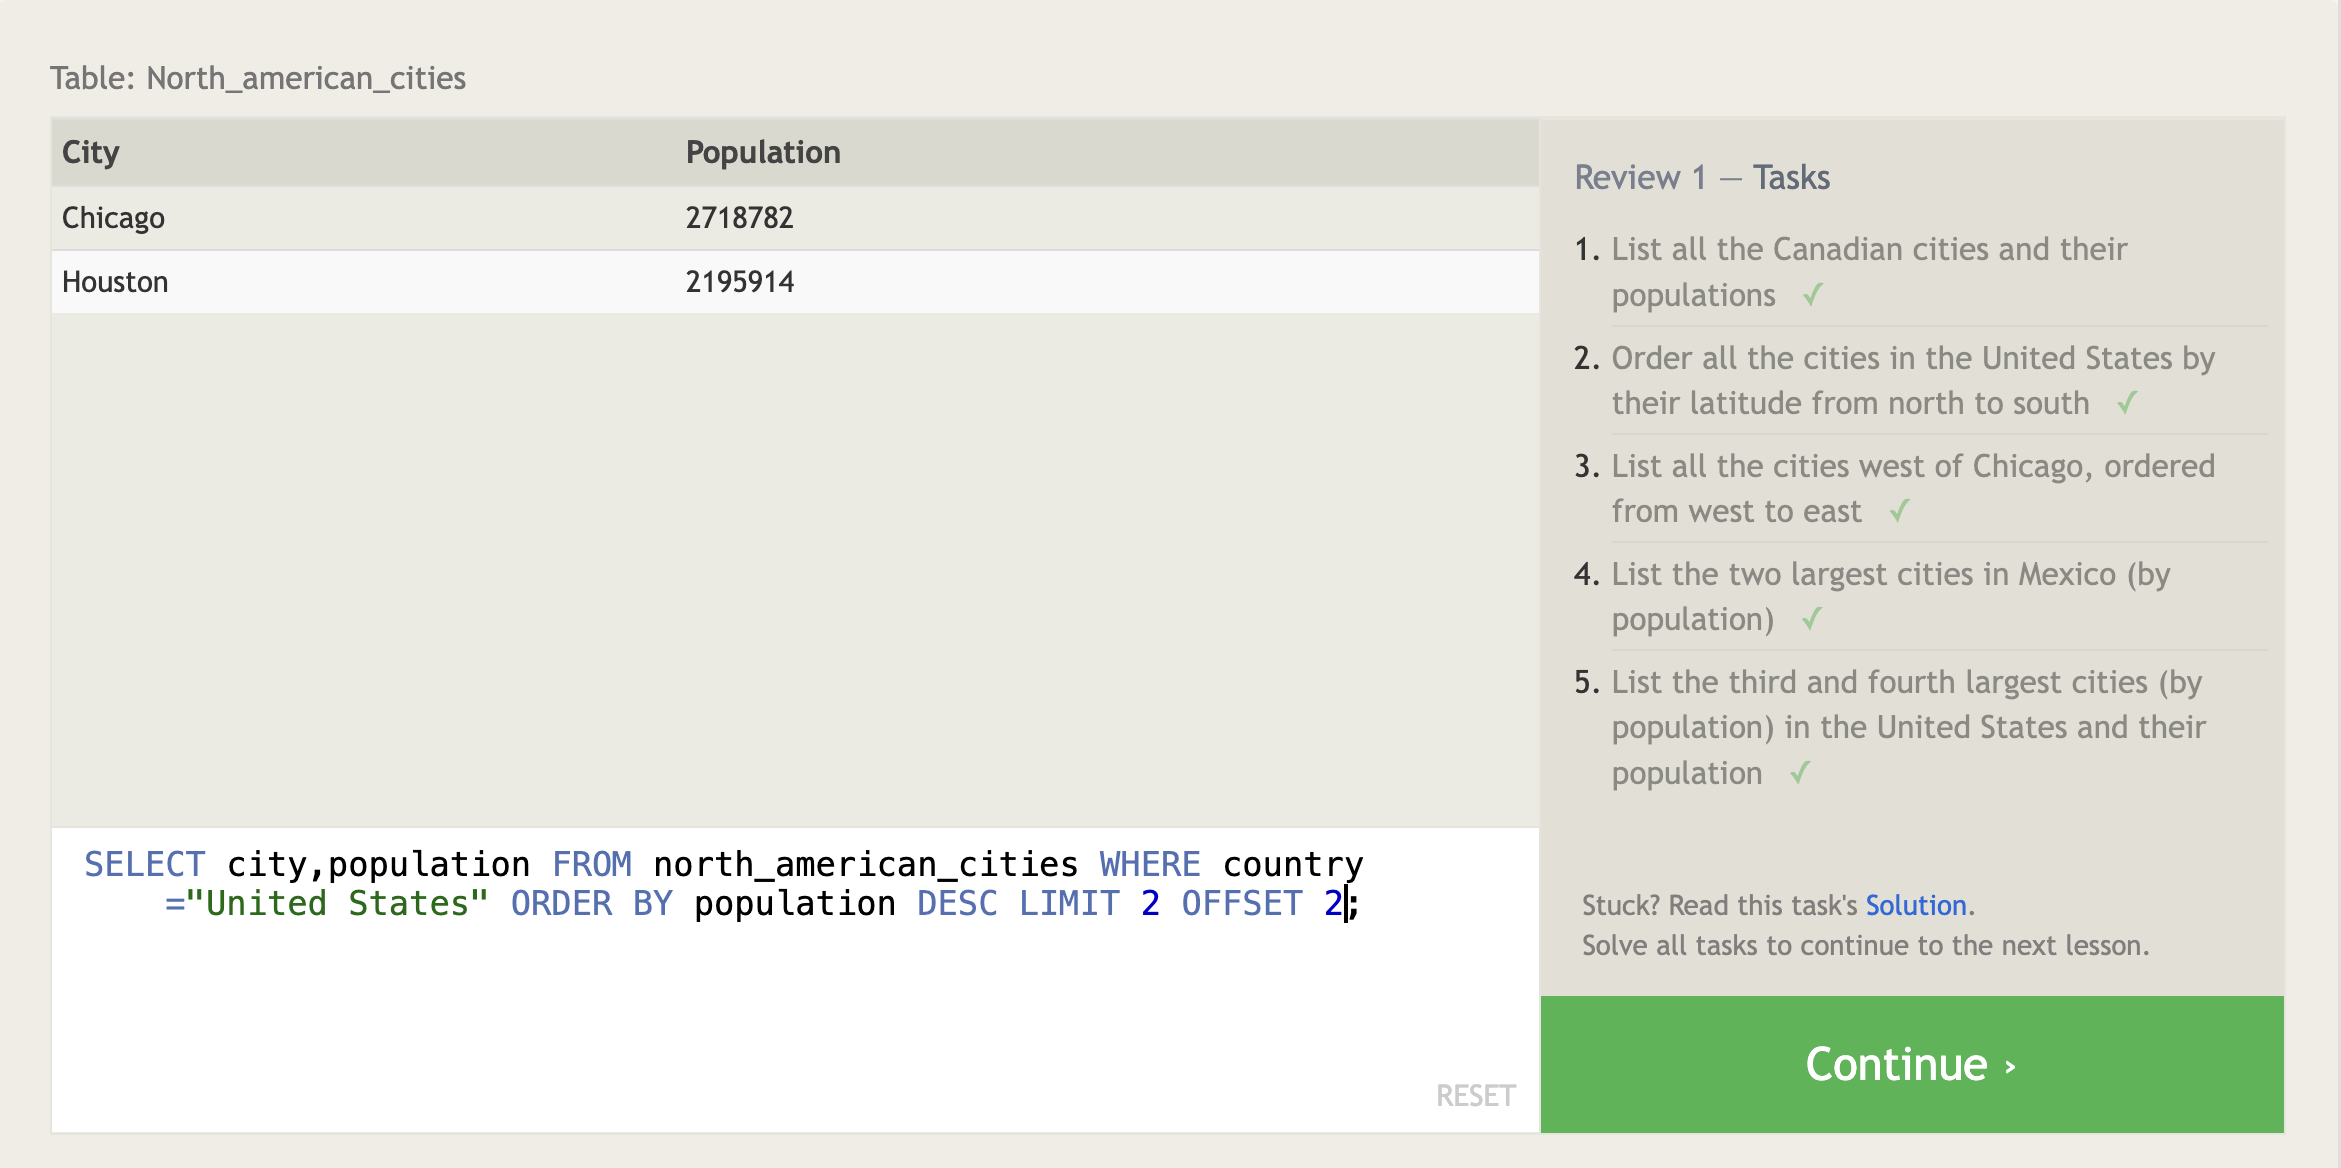 Table: North_american_cities
City Population
Chicago 2718782
Houston 2195914
SELECT city,population FROM north_american_cities WHERE country
="United States" ORDER BY population DESC LIMIT 2 OFFSET 2;
RESET
Review 1 — Tasks
1. List all the Canadian cities and their
populations ✓
2. Order all the cities in the United States by
their latitude from north to south ✓
3. List all the cities west of Chicago, ordered
from west to east ✓
4. List the two largest cities in Mexico (by
population) ✓
5. List the third and fourth largest cities (by
population) in the United States and their
population ✓
Stuck? Read this task's Solution.
Solve all tasks to continue to the next lesson.
Continue ›